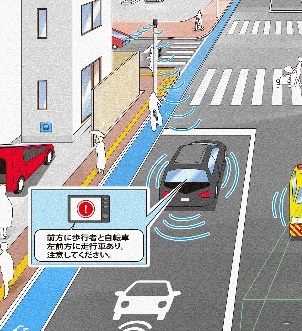 前方に歩行者と自転車
左前方に走行車あり。
注意してください。